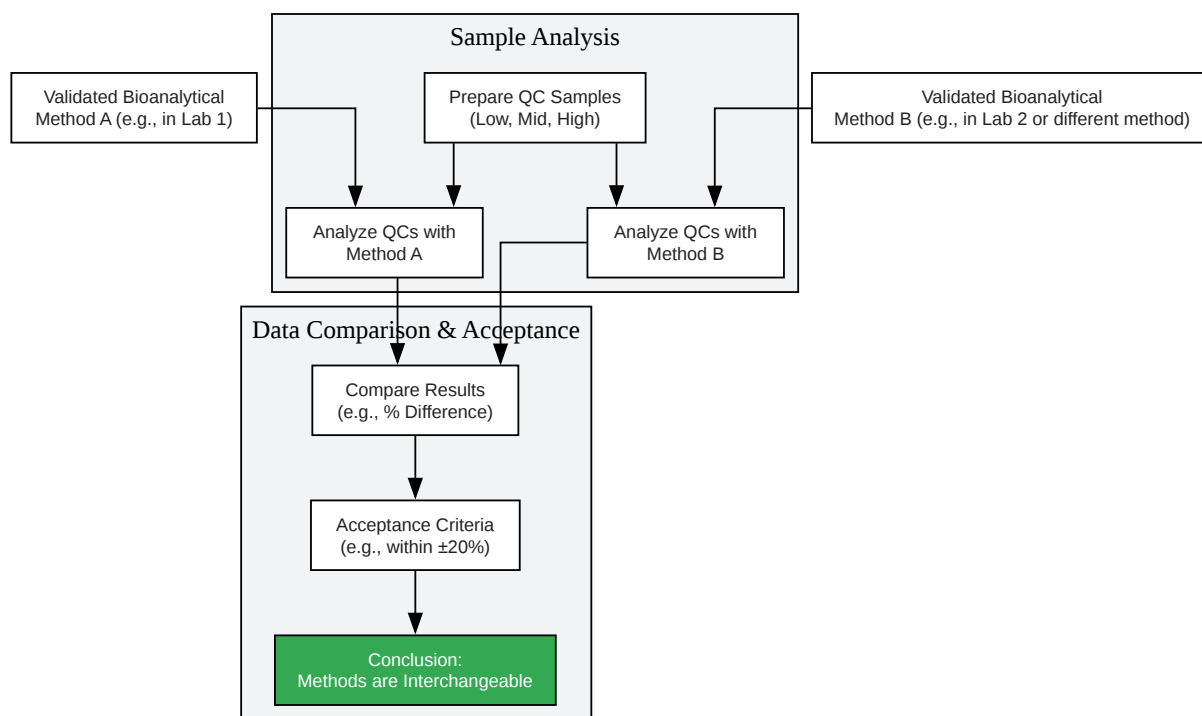 Sample Analysis
Validated Bioanalytical
Method A (e.g., in Lab 1)
Prepare QC Samples
(Low, Mid, High)
Validated Bioanalytical
Method B (e.g., in Lab 2 or different method)
Analyze QCs with
Method A
Analyze QCs with
Method B
Data Comparison & Acceptance
Compare Results
(e.g., % Difference)
Acceptance Criteria
(e.g., within ±20%)
Conclusion:
Methods are Interchangeable